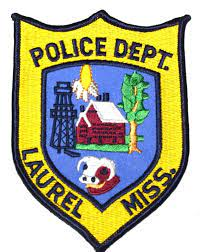 POLICE DEPT.
LAUREL MISS.